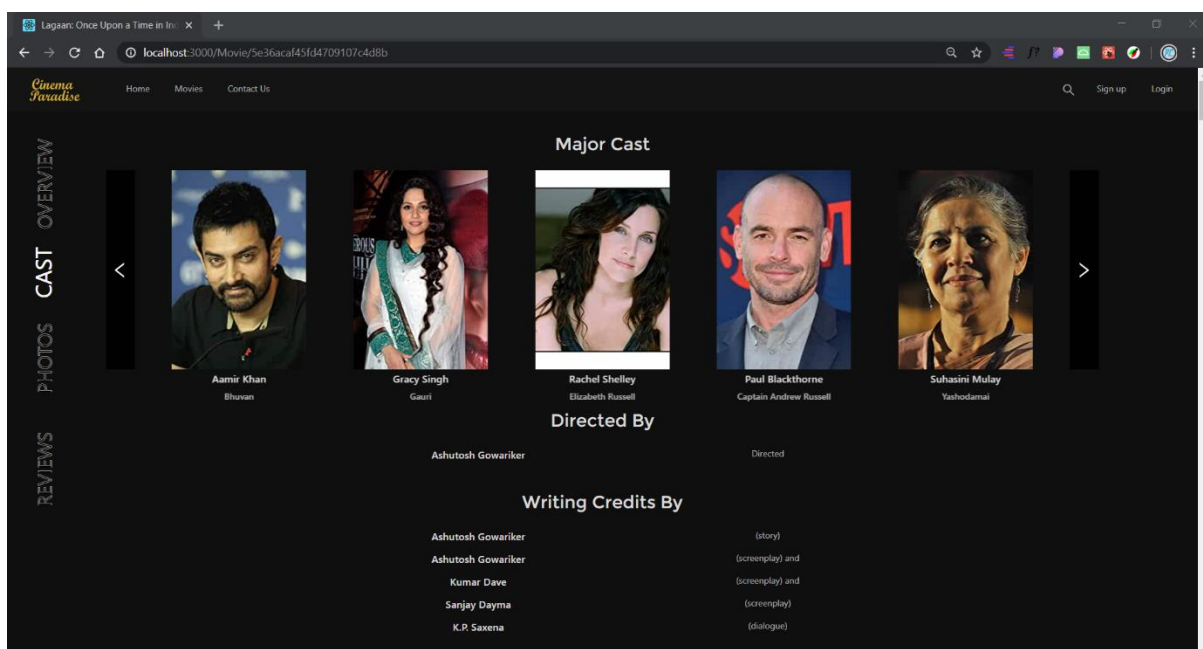 Lagaan: Once Upon a Time in In
localhost:3000/Movie/5e36acaf45fd4709107c4d8b
f?
Cinema
Paradise
Home Movies Contact Us
Sign up Login
OVERVIEW
CAST
PHOTOS
REVIEWS
Major Cast
Aamir Khan Gracy Singh Rachel Shelley Paul Blackthorne Suhasini Mulay
Bhuvan Gauri Elizabeth Russell Captain Andrew Russell Yashodamai
Directed By
Ashutosh Gowariker Directed
Writing Credits By
Ashutosh Gowariker (story)
Ashutosh Gowariker (screenplay) and
Kumar Dave (screenplay) and
Sanjay Dayma (screenplay)
K.P. Saxena (dialogue)